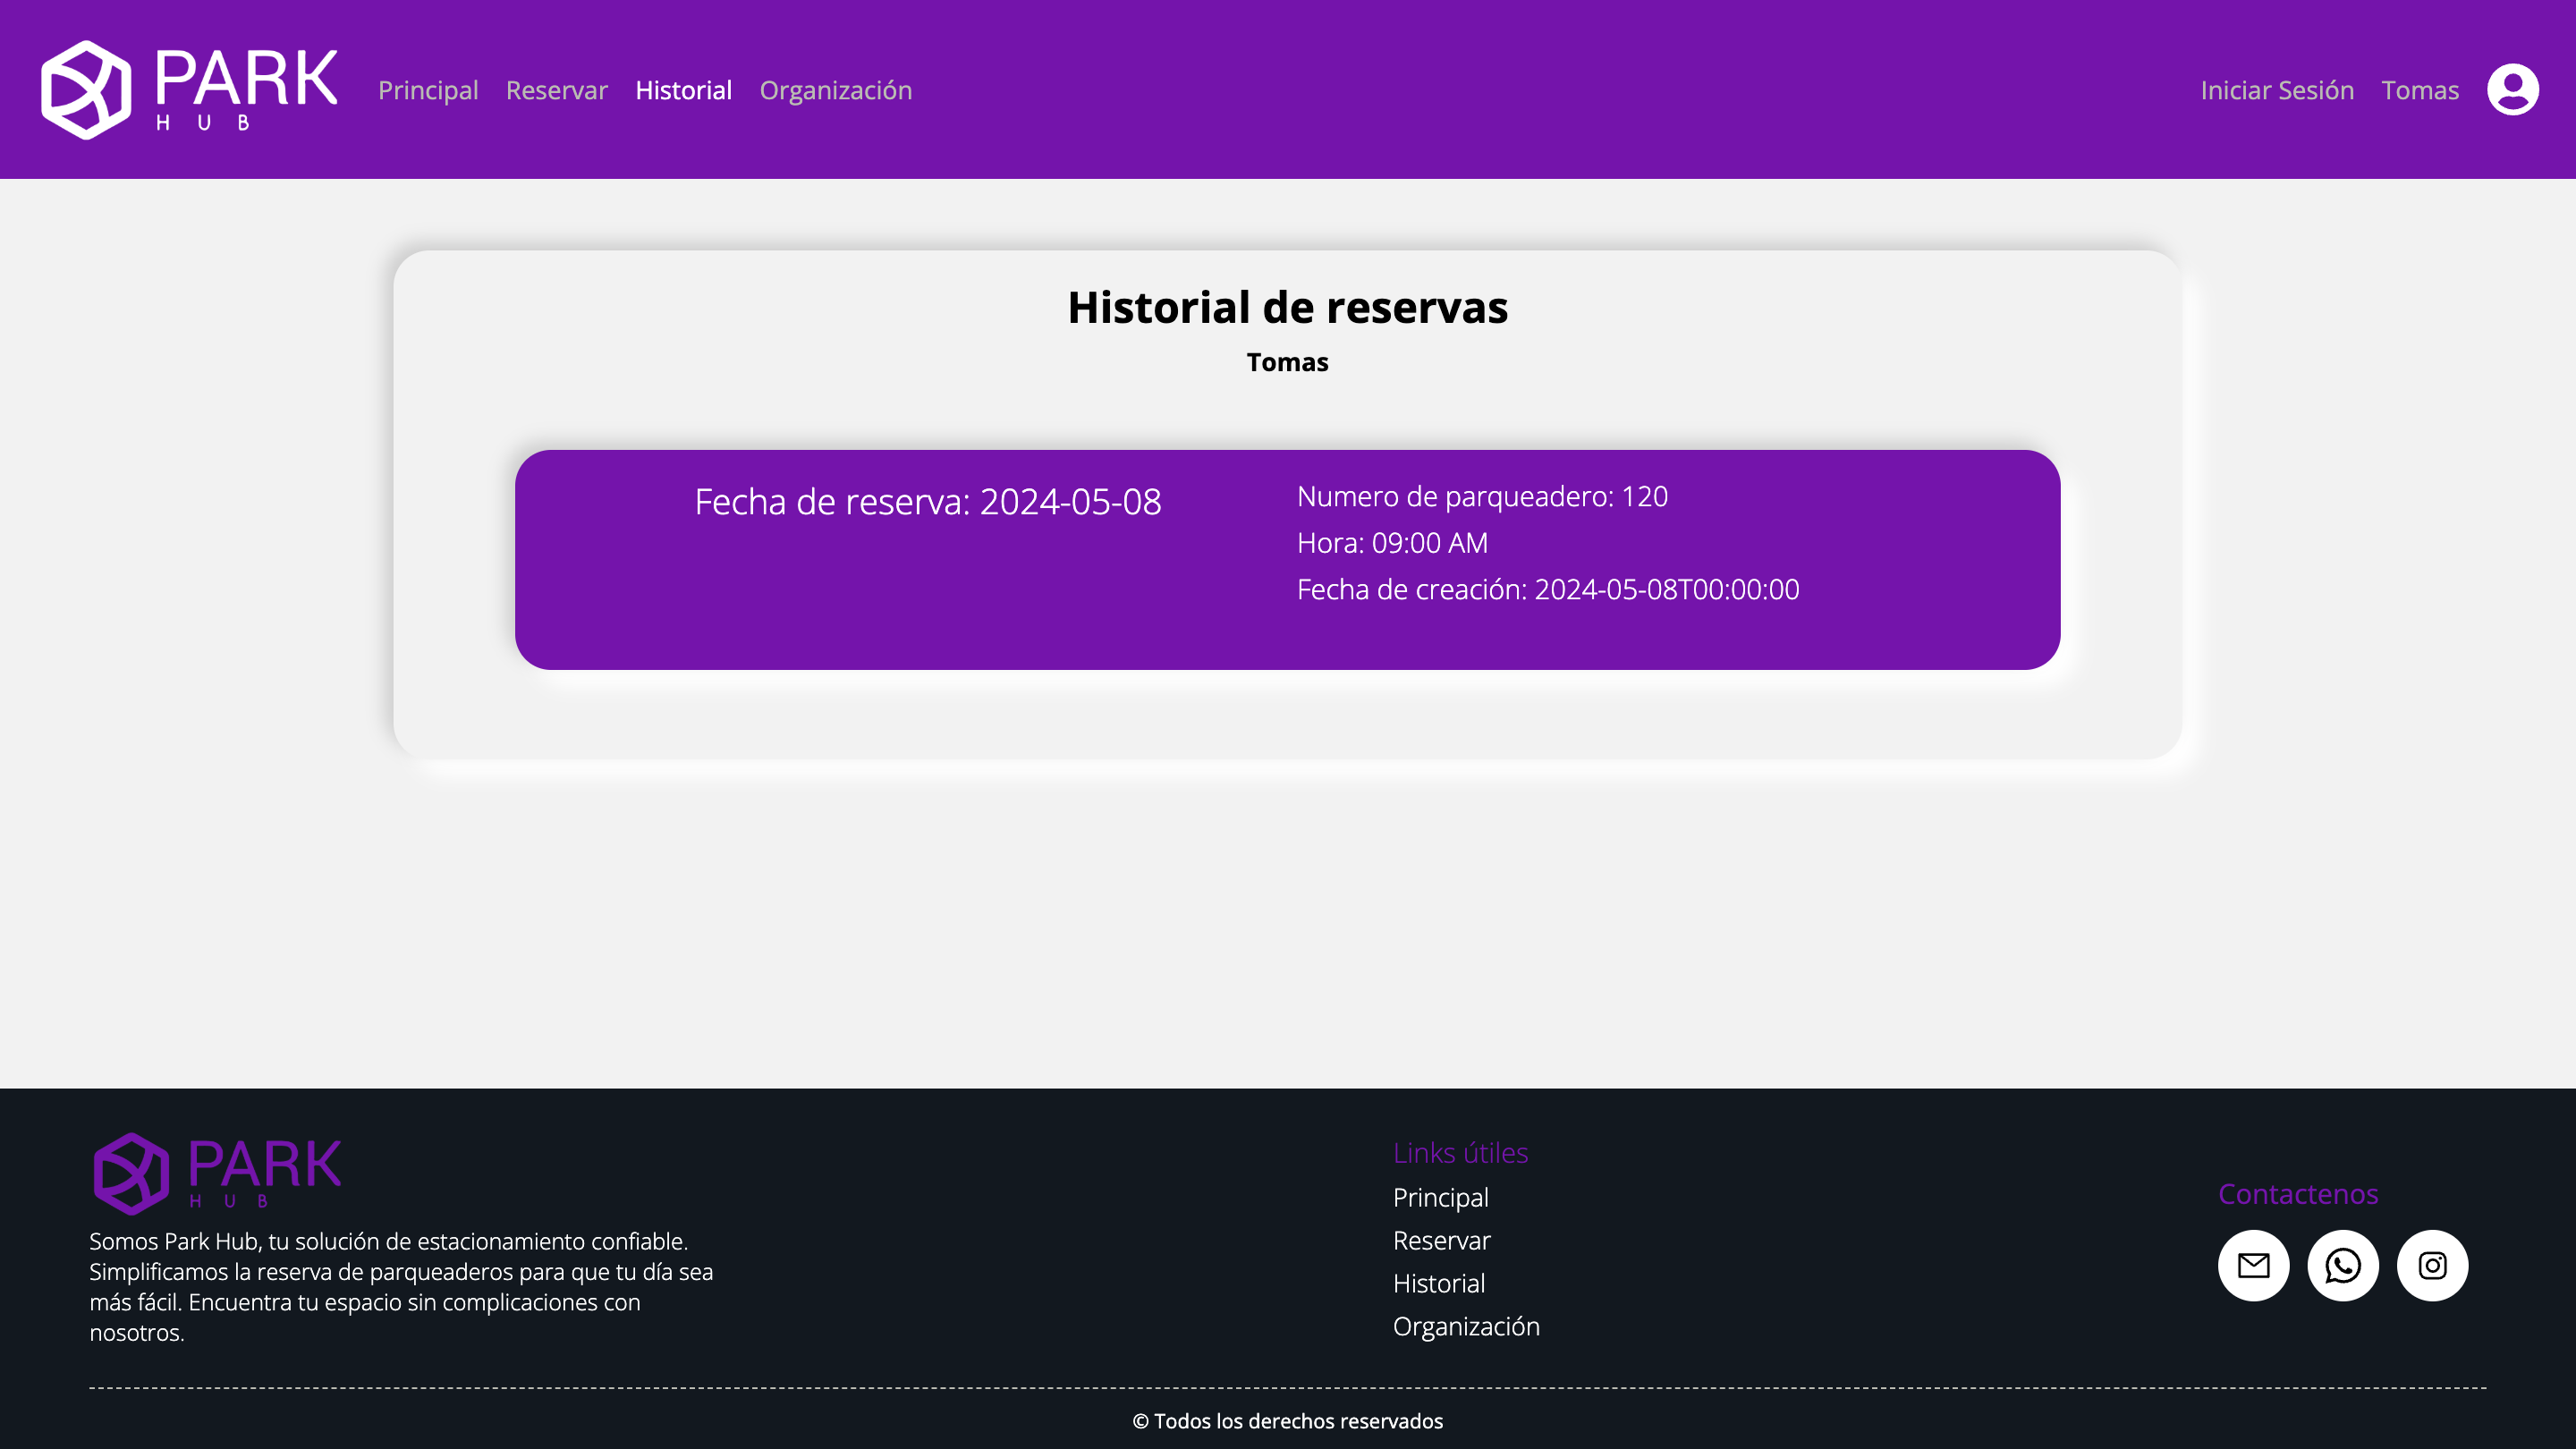 PARK
HUB
Principal
Reservar
Historial
Organización
Iniciar Sesión
Tomas
Historial de reservas
Tomas
Fecha de reserva: 2024-05-08
Numero de parqueadero: 120
Hora: 09:00 AM
Fecha de creación: 2024-05-08T00:00:00
PARK
HUB
Somos Park Hub, tu solución de estacionamiento confiable.
Simplificamos la reserva de parqueaderos para que tu día sea
más fácil. Encuentra tu espacio sin complicaciones con
nosotros.
Links útiles
Principal
Reservar
Historial
Organización
Contactenos
© Todos los derechos reservados